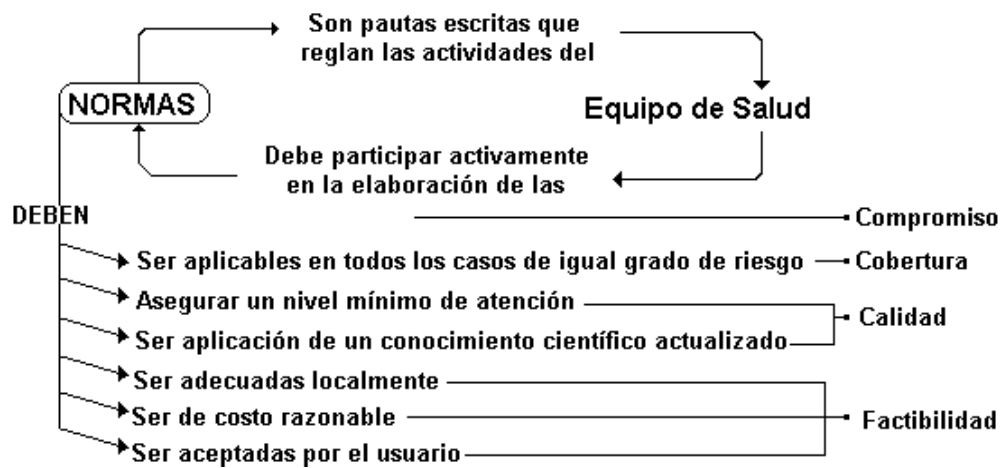 Son pautas escritas que
reglan las actividades del
NORMAS
Equipo de Salud
Debe participar activamente
en la elaboración de las
DEBEN
Compromiso
Ser aplicables en todos los casos de igual grado de riesgo
Cobertura
Asegurar un nivel mínimo de atención
Calidad
Ser aplicación de un conocimiento científico actualizado
Ser adecuadas localmente
Ser de costo razonable
Factibilidad
Ser aceptadas por el usuario